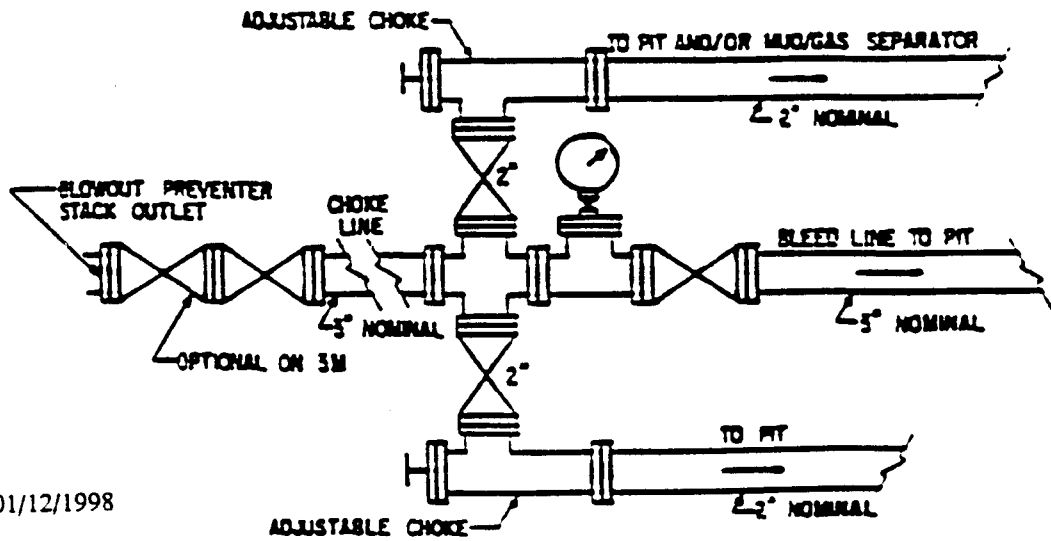 ADJUSTABLE CHOKE
TO PIT AND/OR MUD/GAS SEPARATOR
2" NOMINAL
2"
BLOWOUT PREVENTER
STACK OUTLET
CHOKE
LINE
BLEED LINE TO PIT
3" NOMINAL
3" NOMINAL
OPTIONAL ON 3M
2"
TO PIT
2" NOMINAL
01/12/1998
ADJUSTABLE CHOKE